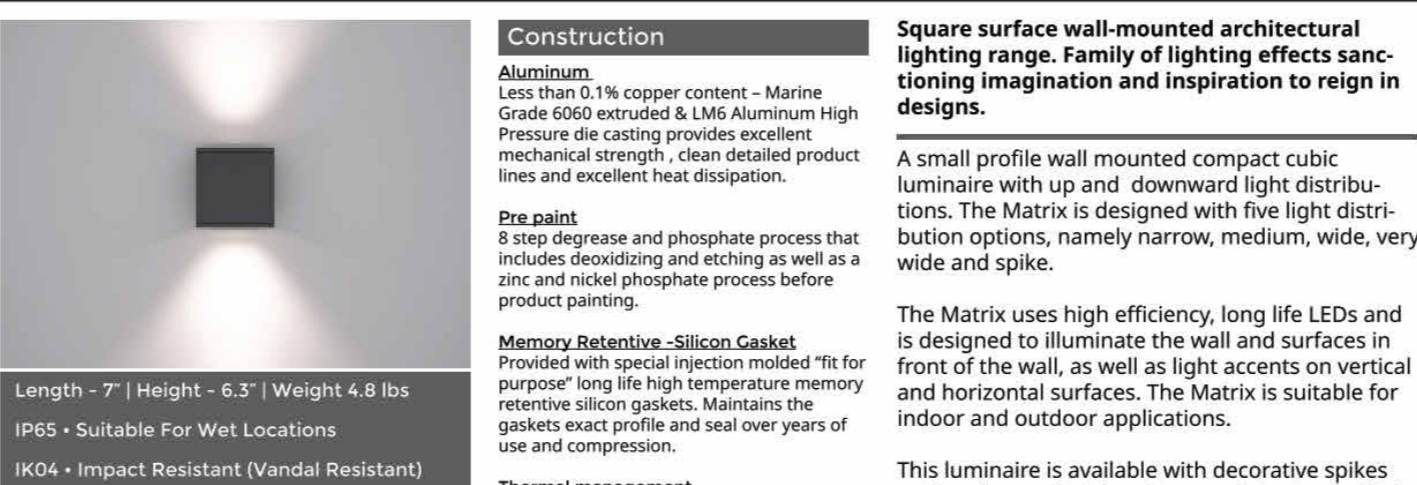 Length - 7" | Height - 6.3" | Weight 4.8 lbs
IP65 • Suitable For Wet Locations
IK04 • Impact Resistant (Vandal Resistant)
Construction
Aluminum
Less than 0.1% copper content – Marine
Grade 6060 extruded & LM6 Aluminum High
Pressure die casting provides excellent
mechanical strength , clean detailed product
lines and excellent heat dissipation.
Pre paint
8 step degrease and phosphate process that
includes deoxidizing and etching as well as a
zinc and nickel phosphate process before
product painting.
Memory Retentive -Silicon Gasket
Provided with special injection molded “fit for
purpose” long life high temperature memory
retentive silicon gaskets. Maintains the
gaskets exact profile and seal over years of
use and compression.
Thermal management
Square surface wall-mounted architectural
lighting range. Family of lighting effects sanc-
tioning imagination and inspiration to reign in
designs.
A small profile wall mounted compact cubic
luminaire with up and  downward light distribu-
tions. The Matrix is designed with five light distri-
bution options, namely narrow, medium, wide, very
wide and spike.
The Matrix uses high efficiency, long life LEDs and
is designed to illuminate the wall and surfaces in
front of the wall, as well as light accents on vertical
and horizontal surfaces. The Matrix is suitable for
indoor and outdoor applications.
This luminaire is available with decorative spikes